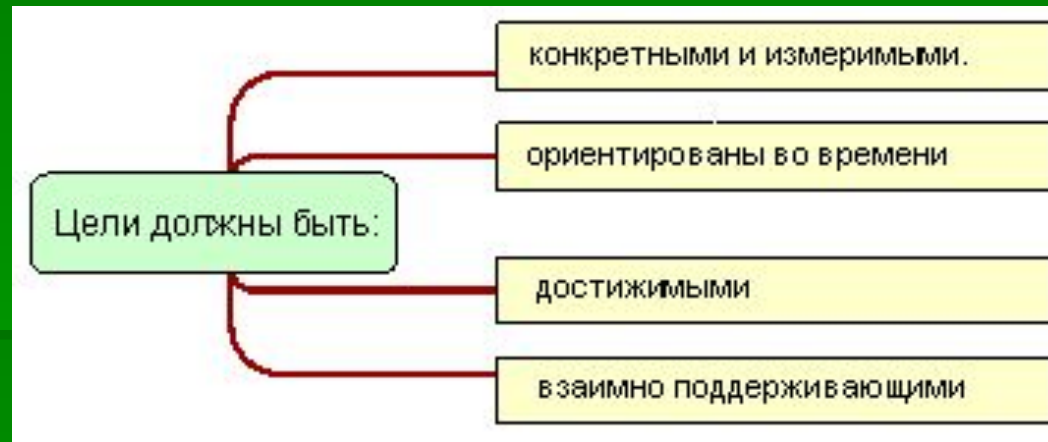 конкретными и измеримыми.
ориентированы во времени
Цели должны быть:
достижимыми
взаимно поддерживающими